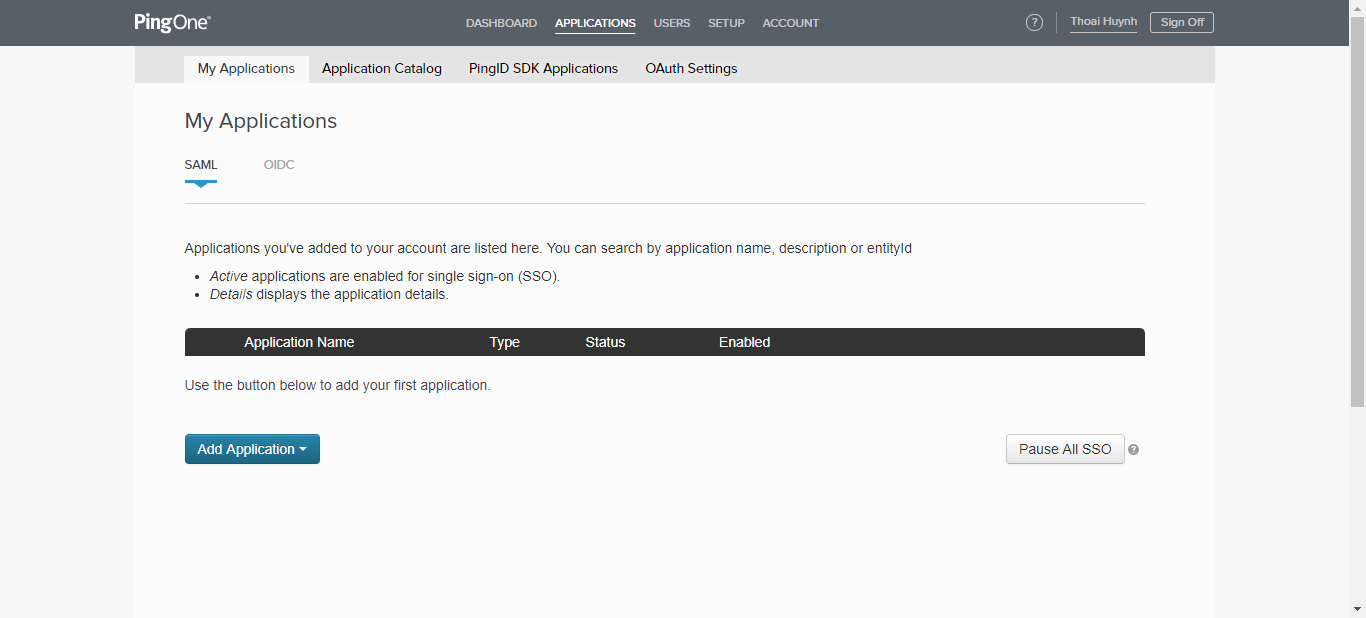 PingOne® DASHBOARD APPLICATIONS USERS SETUP ACCOUNT ? Thoai Huynh Sign Off
My Applications Application Catalog PingID SDK Applications OAuth Settings
My Applications
SAML OIDC
Applications you've added to your account are listed here. You can search by application name, description or entityId
• Active applications are enabled for single sign-on (SSO).
• Details displays the application details.
Application Name Type Status Enabled
Use the button below to add your first application.
Add Application Pause All SSO ?